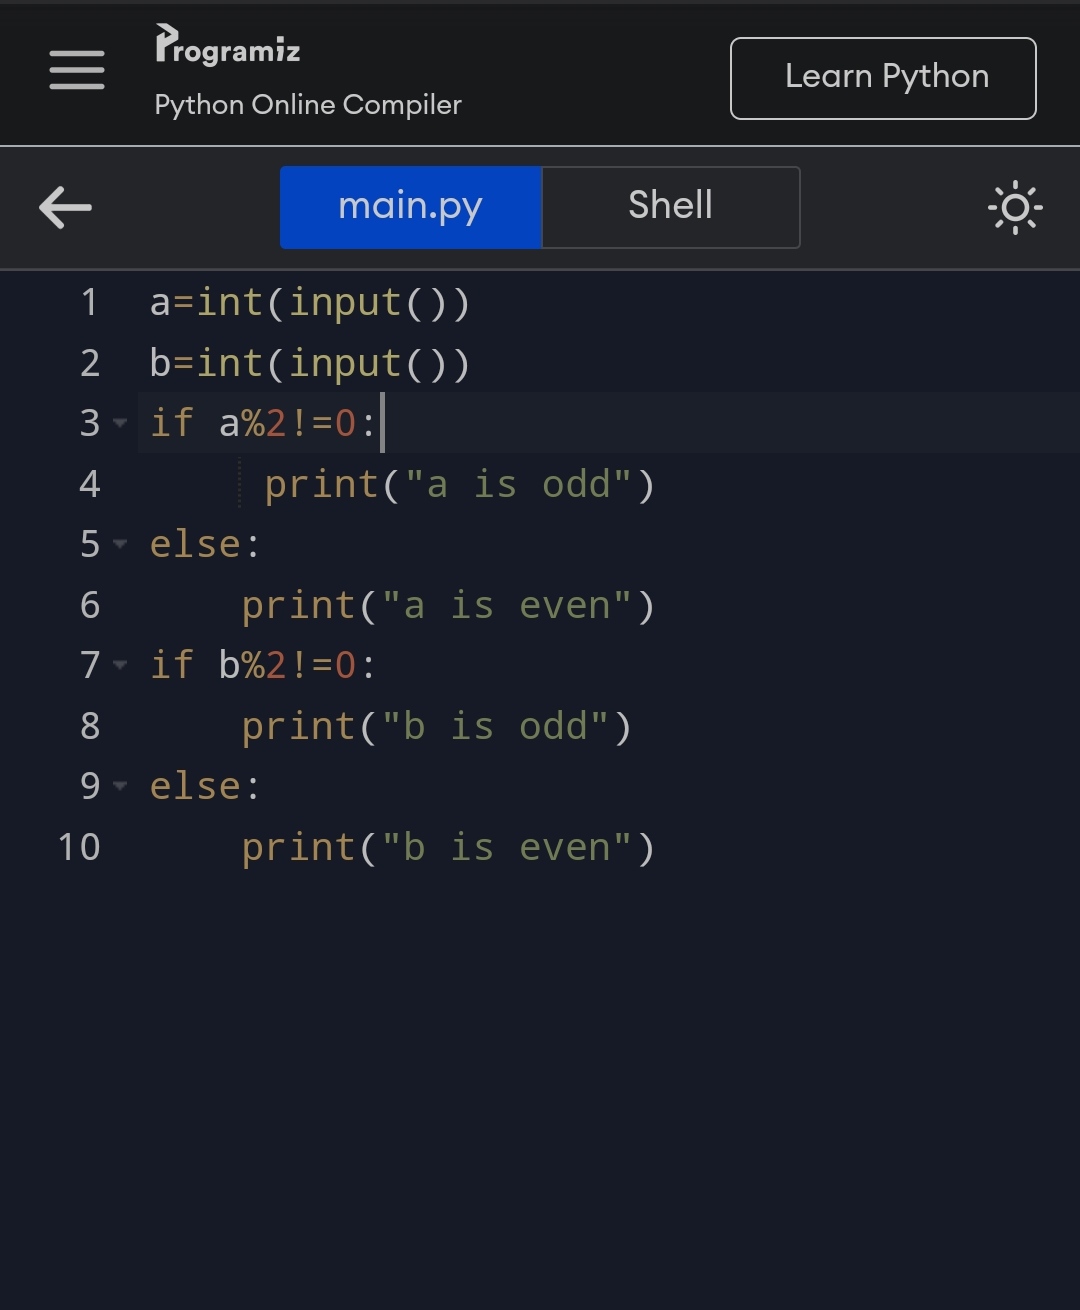 Programiz
Python Online Compiler
Learn Python
main.py
Shell
1 a=int(input())
2 b=int(input())
3 if a%2!=0:
4      print("a is odd")
5 else:
6     print("a is even")
7 if b%2!=0:
8     print("b is odd")
9 else:
10     print("b is even")